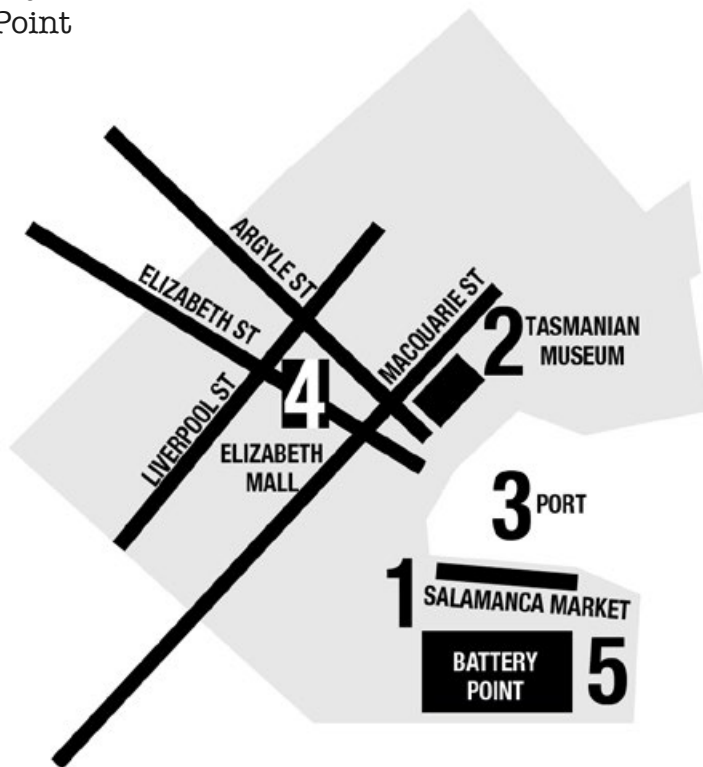 Point
ARGYLE ST
ELIZABETH ST
MACQUARIE ST
2
TASMANIAN
MUSEUM
4
LIVERPOOL ST
ELIZABETH
MALL
3
PORT
1
SALAMANCA MARKET
BATTERY
POINT
5